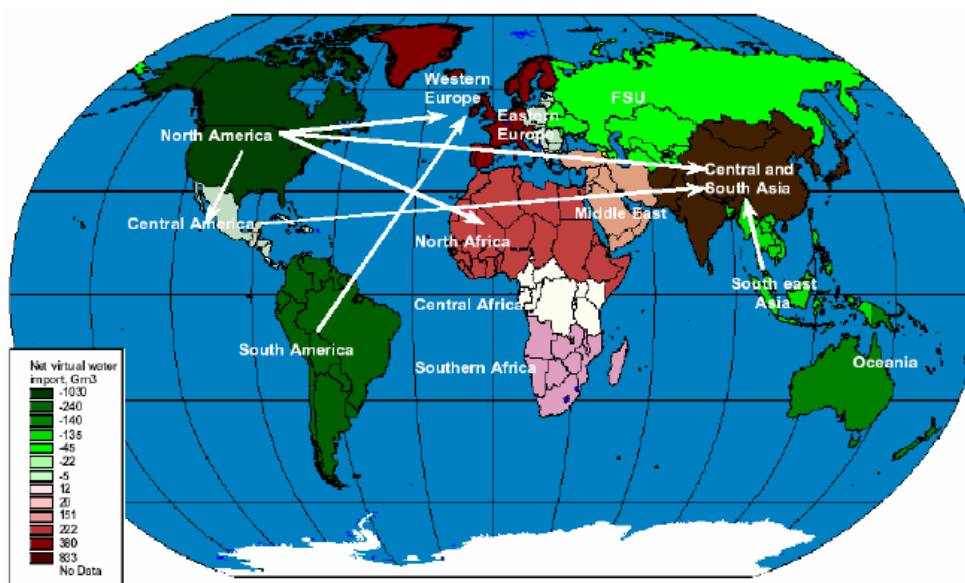 Western
Europe
FSU
Eastern
Europe
North America
Central and
South Asia
Middle East
Central America
North Africa
South east
Asia
Central Africa
South America
Southern Africa
Oceania
Net virtual water
import, Gm3
-1030
-240
-140
-135
-45
-22
-5
12
20
151
222
380
833
No Data